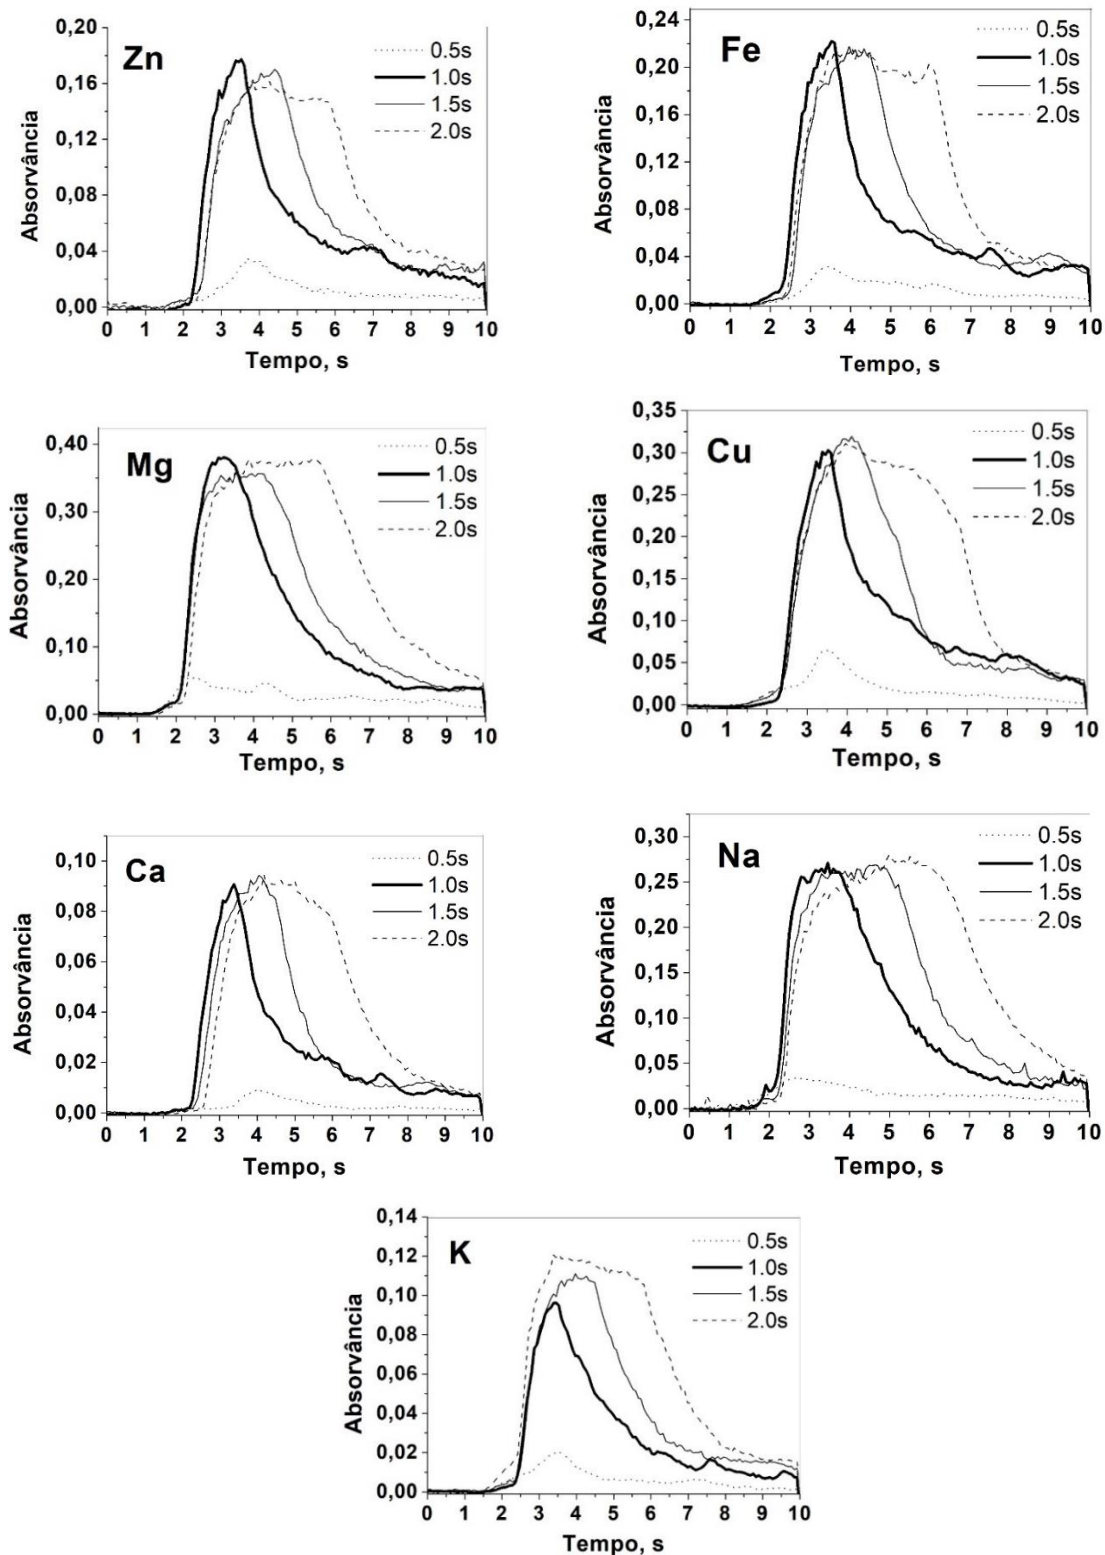 Zn
0.5s
1.0s
1.5s
2.0s
Absorvância
0,20
0,16
0,12
0,08
0,04
0,00
0 1 2 3 4 5 6 7 8 9 10
Tempo, s
Fe
0.5s
1.0s
1.5s
2.0s
Absorvância
0,24
0,20
0,16
0,12
0,08
0,04
0,00
0 1 2 3 4 5 6 7 8 9 10
Tempo, s
Mg
0.5s
1.0s
1.5s
2.0s
Absorvância
0,40
0,30
0,20
0,10
0,00
0 1 2 3 4 5 6 7 8 9 10
Tempo, s
Cu
0.5s
1.0s
1.5s
2.0s
Absorvância
0,35
0,30
0,25
0,20
0,15
0,10
0,05
0,00
0 1 2 3 4 5 6 7 8 9 10
Tempo, s
Ca
0.5s
1.0s
1.5s
2.0s
Absorvância
0,10
0,08
0,06
0,04
0,02
0,00
0 1 2 3 4 5 6 7 8 9 10
Tempo, s
Na
0.5s
1.0s
1.5s
2.0s
Absorvância
0,30
0,25
0,20
0,15
0,10
0,05
0,00
0 1 2 3 4 5 6 7 8 9 10
Tempo, s
K
0.5s
1.0s
1.5s
2.0s
Absorvância
0,14
0,12
0,10
0,08
0,06
0,04
0,02
0,00
0 1 2 3 4 5 6 7 8 9 10
Tempo, s